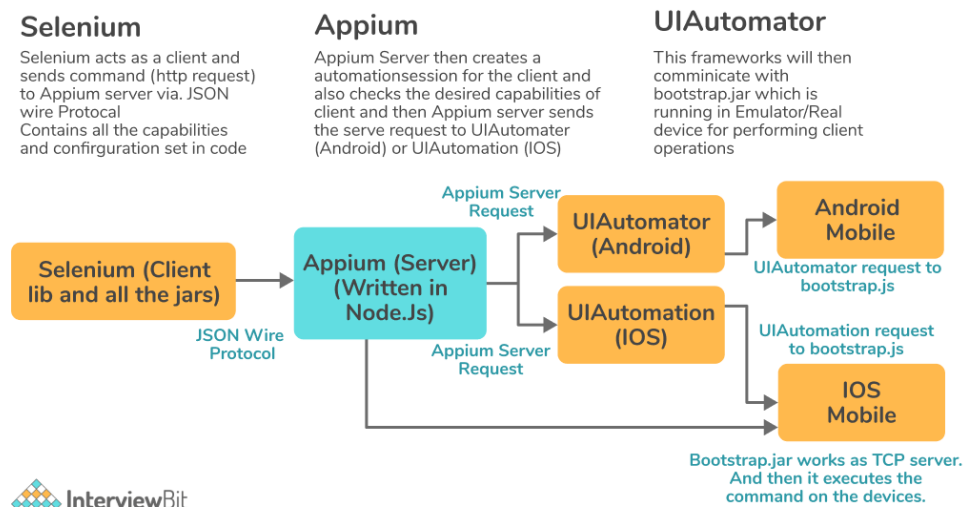 Selenium
Selenium acts as a client and
sends command (http request)
to Appium server via. JSON
wire Protocal
Contains all the capabilities
and confirguration set in code
Appium
Appium Server then creates a
automationsession for the client and
also checks the desired capabilities of
client and then Appium server sends
the serve request to UIAutomater
(Android) or UIAutomation (IOS)
UIAutomator
This frameworks will then
comminicate with
bootstrap.jar which is
running in Emulator/Real
device for performing client
operations
Selenium (Client
lib and all the jars)
JSON Wire
Protocol
Appium (Server)
(Written in
Node.Js)
Appium Server
Request
UIAutomator
(Android)
Android
Mobile
UIAutomator request to
bootstrap.js
Appium Server
Request
UIAutomation
(IOS)
UIAutomation request
to bootstrap.js
IOS
Mobile
Bootstrap.jar works as TCP server.
And then it executes the
command on the devices.
InterviewBit